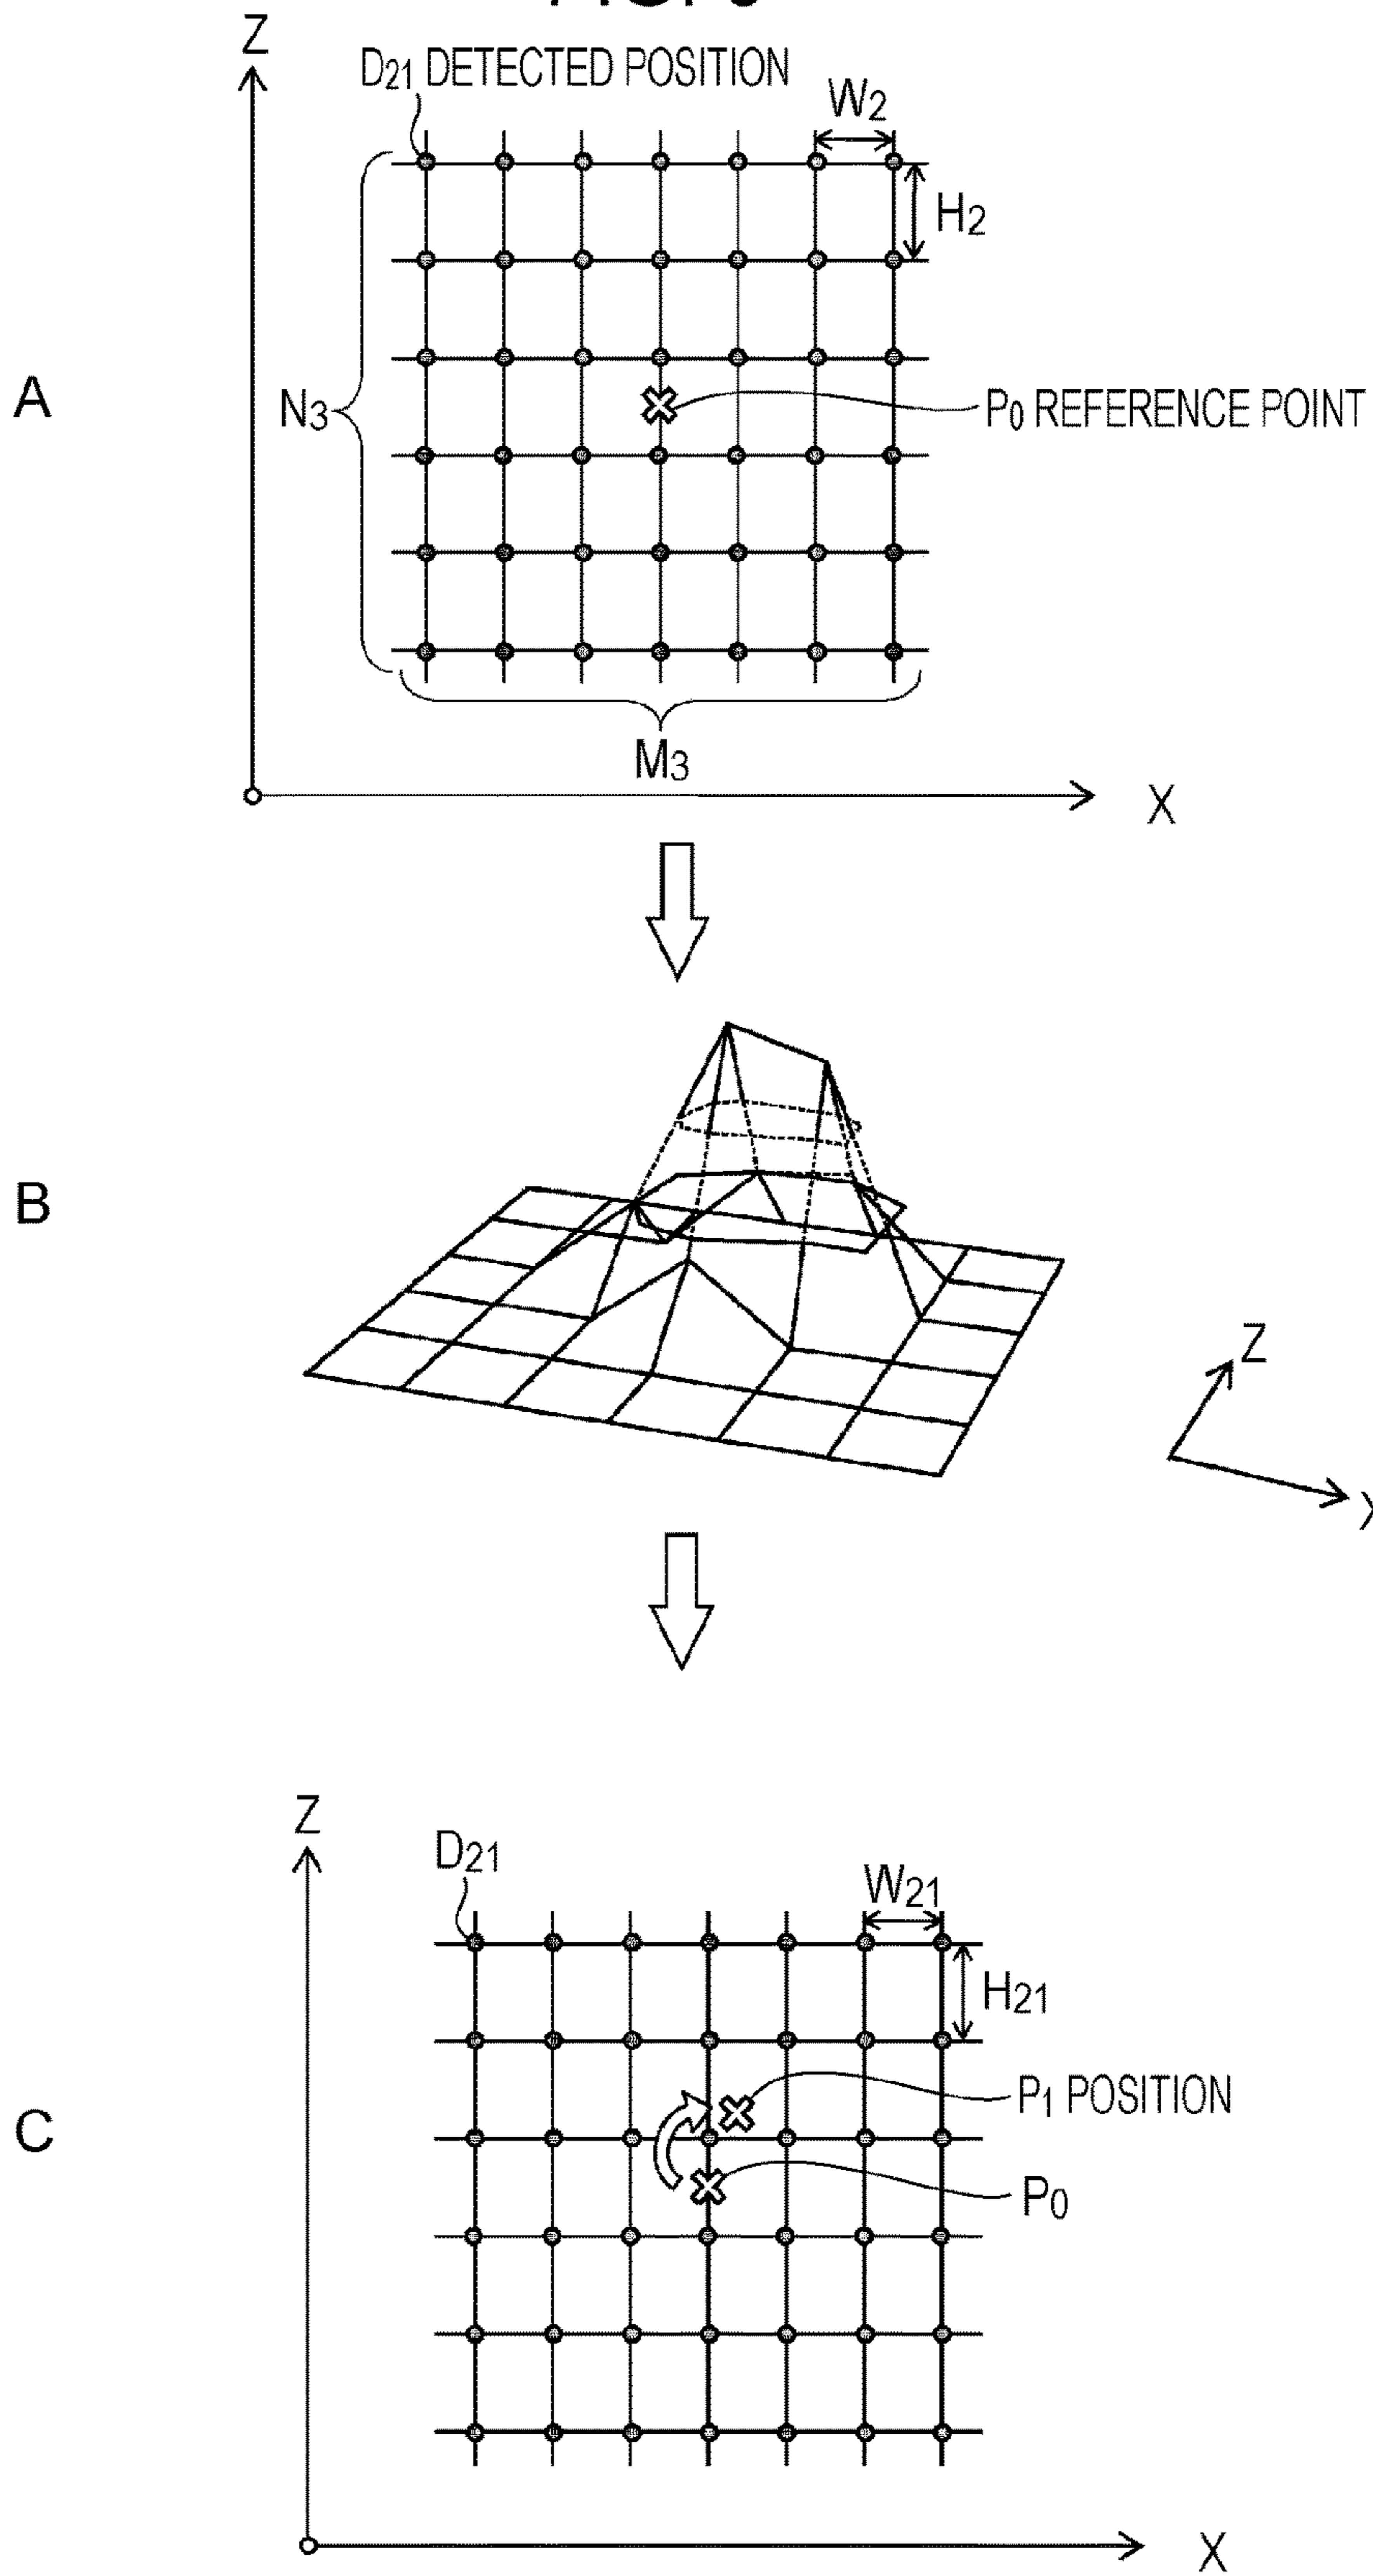 Z
D21 DETECTED POSITION
W2
H2
A
N3
P0 REFERENCE POINT
M3
X
B
Z
Z
D21
W21
H21
P1 POSITION
C
P0
X